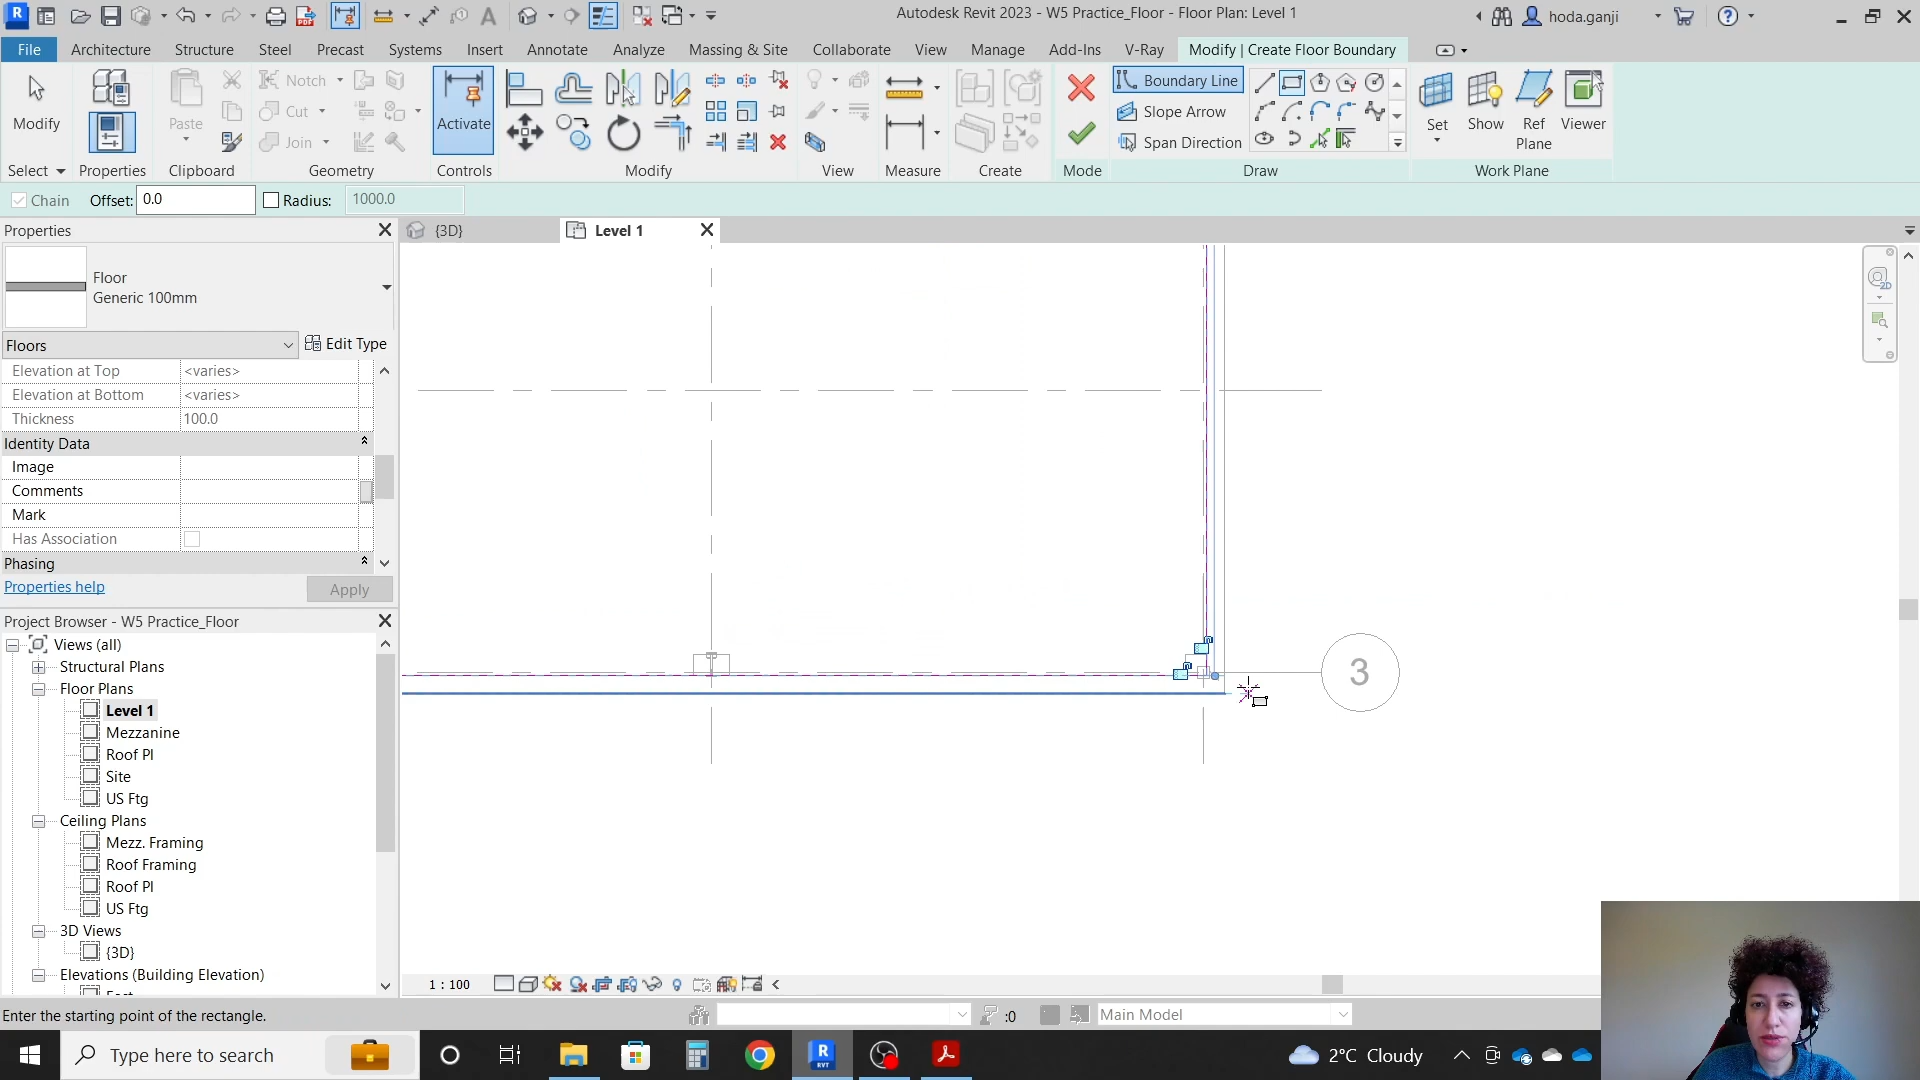 Autodesk Revit 2023 - W5 Practice_Floor - Floor Plan: Level 1
hoda.ganji
File
Architecture
Structure
Steel
Precast
Systems
Insert
Annotate
Analyze
Massing & Site
Collaborate
View
Manage
Add-Ins
V-Ray
Modify | Create Floor Boundary
Modify
Paste
Notch
Cut
Join
Activate
Boundary Line
Slope Arrow
Span Direction
Set
Show
Ref
Plane
Viewer
Select
Properties
Clipboard
Geometry
Controls
Modify
View
Measure
Create
Mode
Draw
Work Plane
Chain
Offset:
0.0
Radius:
1000.0
Properties
{3D}
Level 1
Floor
Generic 100mm
Floors
Edit Type
Elevation at Top
<varies>
Elevation at Bottom
<varies>
Thickness
100.0
Identity Data
Image
Comments
Mark
Has Association
Phasing
Properties help
Apply
Project Browser - W5 Practice_Floor
Views (all)
Structural Plans
Floor Plans
Level 1
Mezzanine
Roof Pl
Site
US Ftg
Ceiling Plans
Mezz. Framing
Roof Framing
Roof Pl
US Ftg
3D Views
{3D}
Elevations (Building Elevation)
3
2D
1 : 100
Enter the starting point of the rectangle.
:0
Main Model
Type here to search
R
RVT
2°C Cloudy